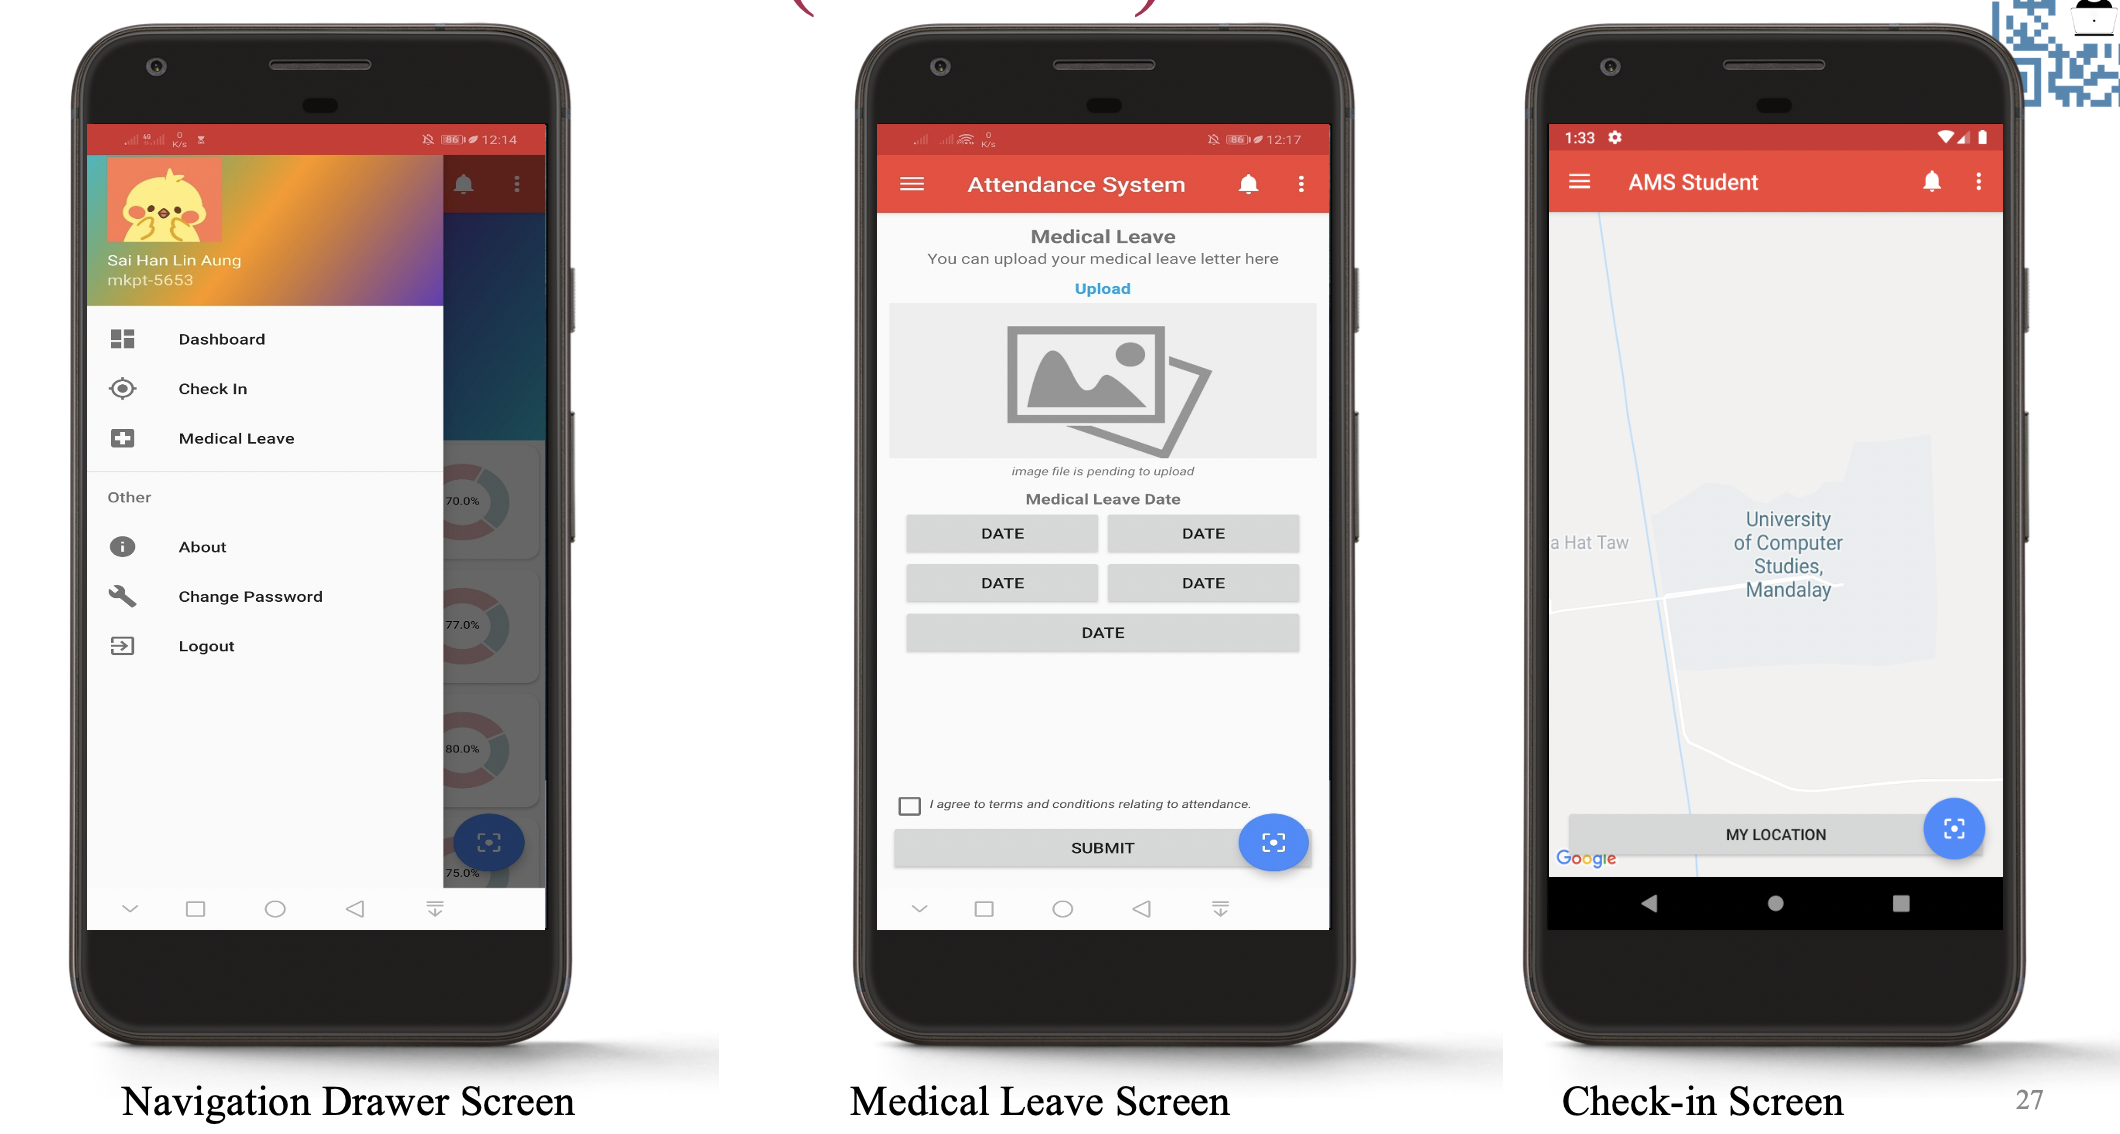 0
K/s
86
12:14
Sai Han Lin Aung
mkpt-5653
Dashboard
Check In
Medical Leave
Other
About
Change Password
Logout
70.0%
77.0%
80.0%
75.0%
Navigation Drawer Screen
0
K/s
86
12:17
Attendance System
Medical Leave
You can upload your medical leave letter here
Upload
image file is pending to upload
Medical Leave Date
DATE DATE
DATE DATE
DATE
I agree to terms and conditions relating to attendance.
SUBMIT
Medical Leave Screen
1:33
AMS Student
a Hat Taw
University
of Computer
Studies,
Mandalay
MY LOCATION
Google
Check-in Screen
27